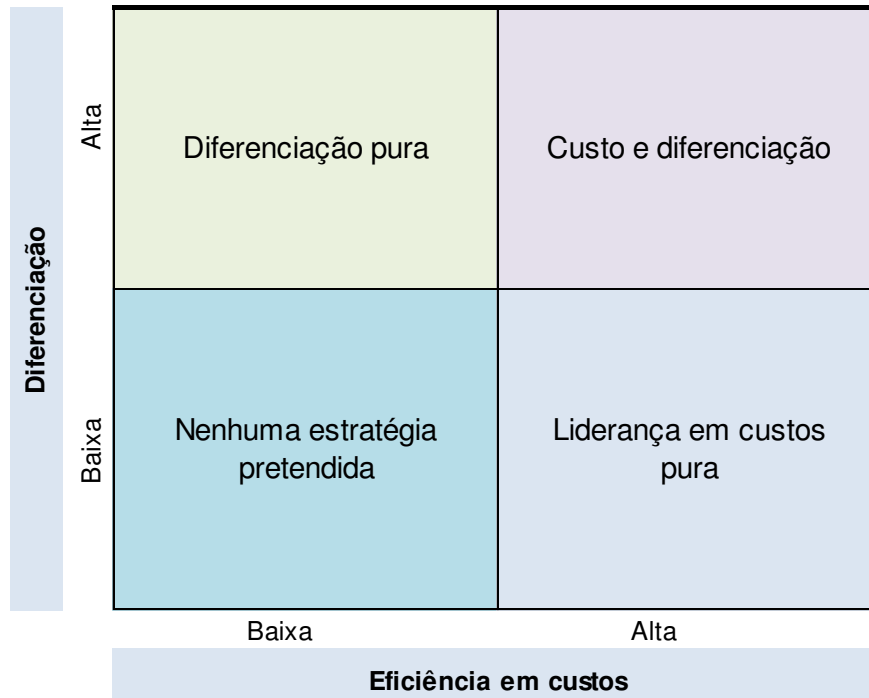 Diferenciação
Alta
Diferenciação pura
Custo e diferenciação
Baixa
Nenhuma estratégia
pretendida
Liderança em custos
pura
Baixa
Alta
Eficiência em custos